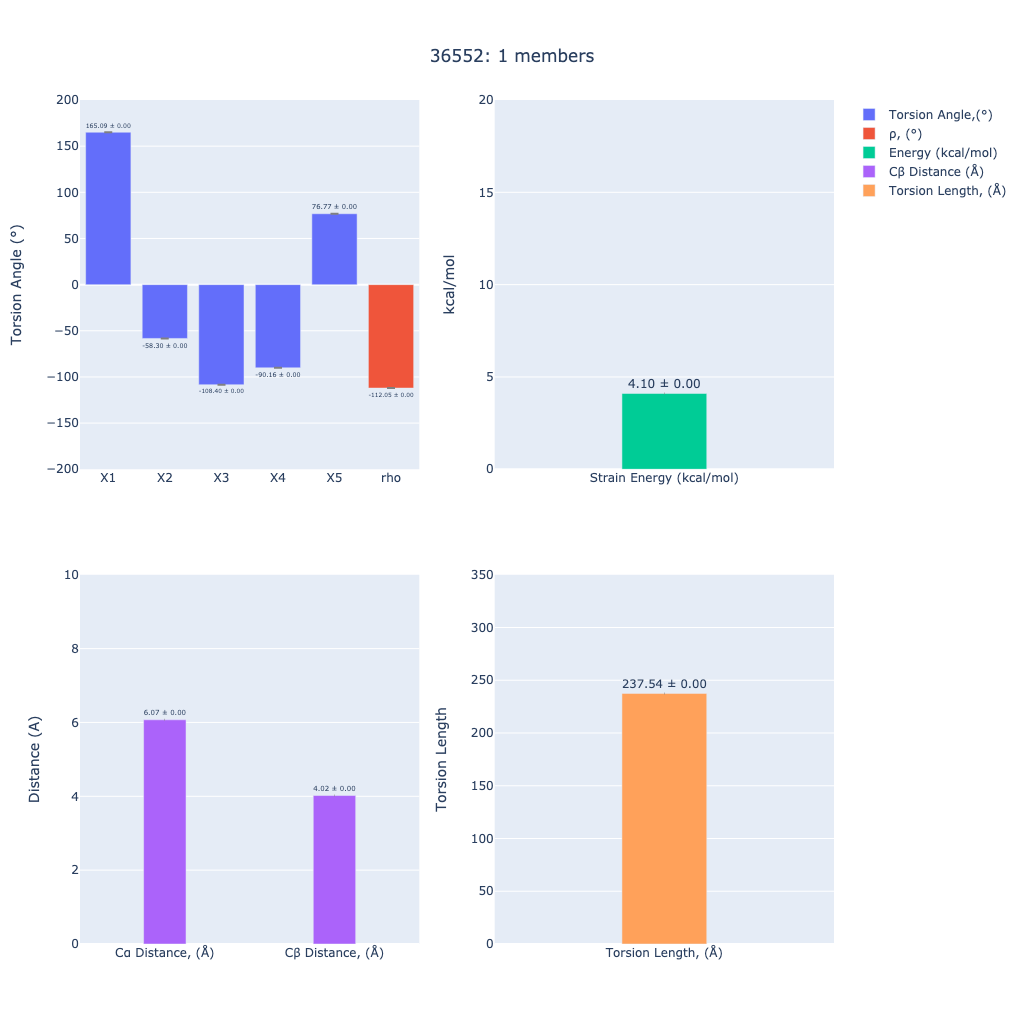 36552: 1 members
Torsion Angle (°)
200
150
100
50
0
−50
−100
−150
−200
165.09 ± 0.00
-58.30 ± 0.00
-108.40 ± 0.00
-90.16 ± 0.00
76.77 ± 0.00
-112.05 ± 0.00
X1 X2 X3 X4 X5 rho
kcal/mol
20
15
10
5
0
4.10 ± 0.00
Strain Energy (kcal/mol)
Torsion Angle,(°)
ρ, (°)
Energy (kcal/mol)
Cβ Distance (Å)
Torsion Length, (Å)
Distance (A)
10
8
6
4
2
0
6.07 ± 0.00
4.02 ± 0.00
Cα Distance, (Å) Cβ Distance, (Å)
Torsion Length
350
300
250
200
150
100
50
0
237.54 ± 0.00
Torsion Length, (Å)